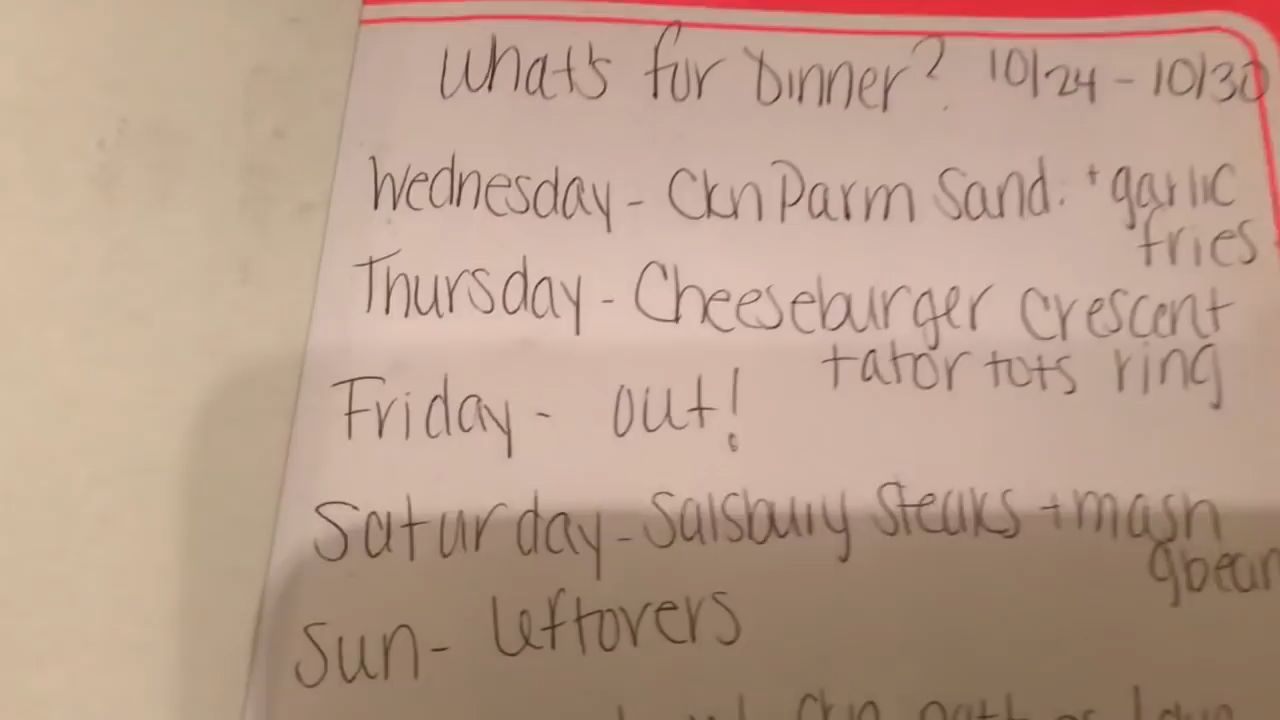 What's for Dinner? 10/24 - 10/30
Wednesday - Ckn Parm Sand. + garlic
fries
Thursday - Cheeseburger crescent
tator tots ring
Friday - out!
Saturday - Salsbury Steaks + mash
gbean
Sun - leftovers
Ckn